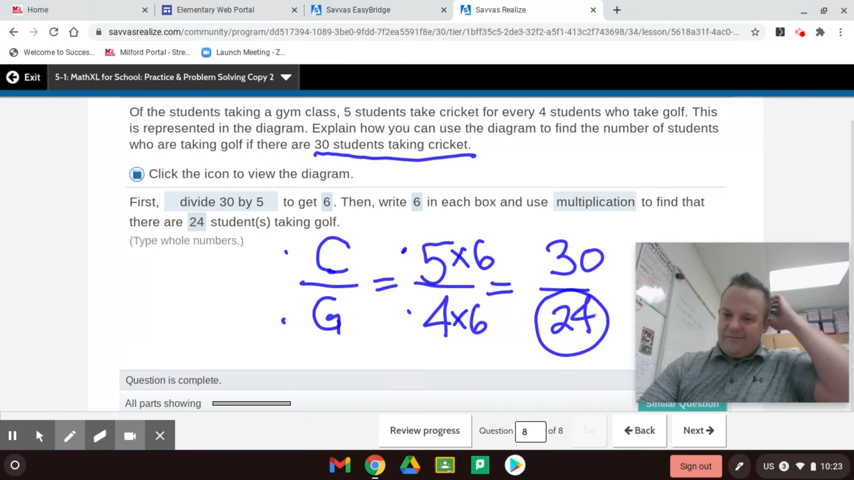 Home
Elementary Web Portal
Savvas EasyBridge
Savvas Realize
savvasrealize.com/community/program/dd517394-1089-3be0-9fdd-7f2ea5591f8e/30/tier/1bff35c5-2de3-32f2-a5f1-413c2f743698/34/lesson/5618a31f-4ac0-...
Welcome to Succes...
Milford Portal - Stre...
Launch Meeting - Z...
Exit
5-1: MathXL for School: Practice & Problem Solving Copy 2
Of the students taking a gym class, 5 students take cricket for every 4 students who take golf. This
is represented in the diagram. Explain how you can use the diagram to find the number of students
who are taking golf if there are 30 students taking cricket.
Click the icon to view the diagram.
First, divide 30 by 5 to get 6. Then, write 6 in each box and use multiplication to find that
there are 24 student(s) taking golf.
(Type whole numbers.)
C = 5×6 = 30
G 4×6 24
Question is complete.
All parts showing
Similar Question
Review progress
Question 8 of 8
Go
Back
Next
Sign out
US 3 10:23